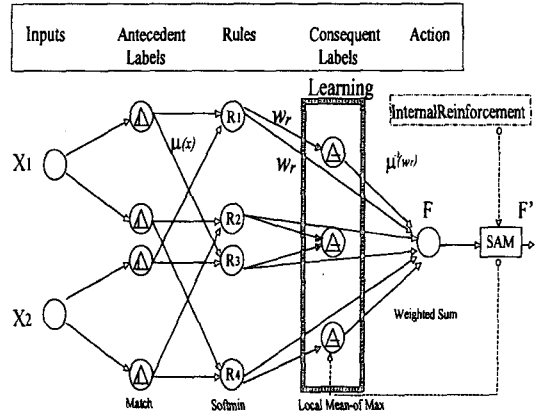 Inputs Antecedent Labels Rules Consequent Labels Action
Learning
InternalReinforcement
X1
X2
μ(x)
R1
R2
R3
R4
Wr
Wr
F
SAM
F'
Weighted Sum
Match
Softmin
Local Mean-of Max